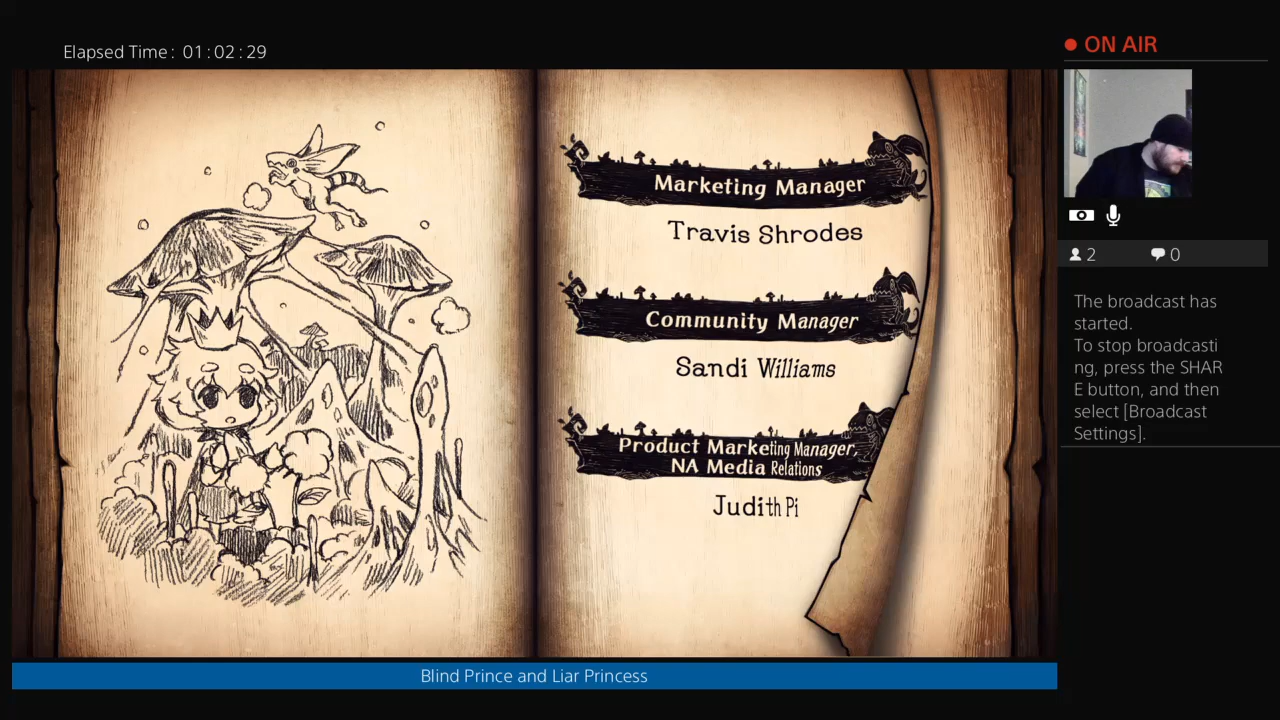 Elapsed Time: 01:02:29
ON AIR
Marketing Manager
Travis Shrodes
Community Manager
Sandi Williams
Product Marketing Manager,
NA Media Relations
Judith Pi
2 0
The broadcast has
started.
To stop broadcasti
ng, press the SHAR
E button, and then
select [Broadcast
Settings].
Blind Prince and Liar Princess